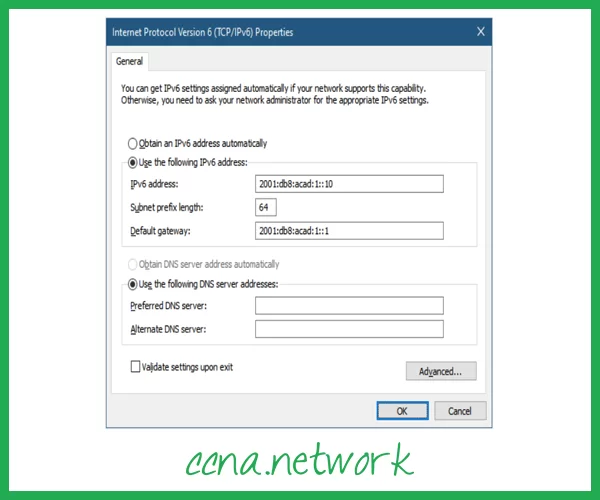 Internet Protocol Version 6 (TCP/IPv6) Properties
X
General
You can get IPv6 settings assigned automatically if your network supports this capability.
Otherwise, you need to ask your network administrator for the appropriate IPv6 settings.
Obtain an IPv6 address automatically
Use the following IPv6 address:
IPv6 address: 2001:db8:acad:1::10
Subnet prefix length: 64
Default gateway: 2001:db8:acad:1::1
Obtain DNS server address automatically
Use the following DNS server addresses:
Preferred DNS server:
Alternate DNS server:
Validate settings upon exit
Advanced...
OK Cancel
ccna.network